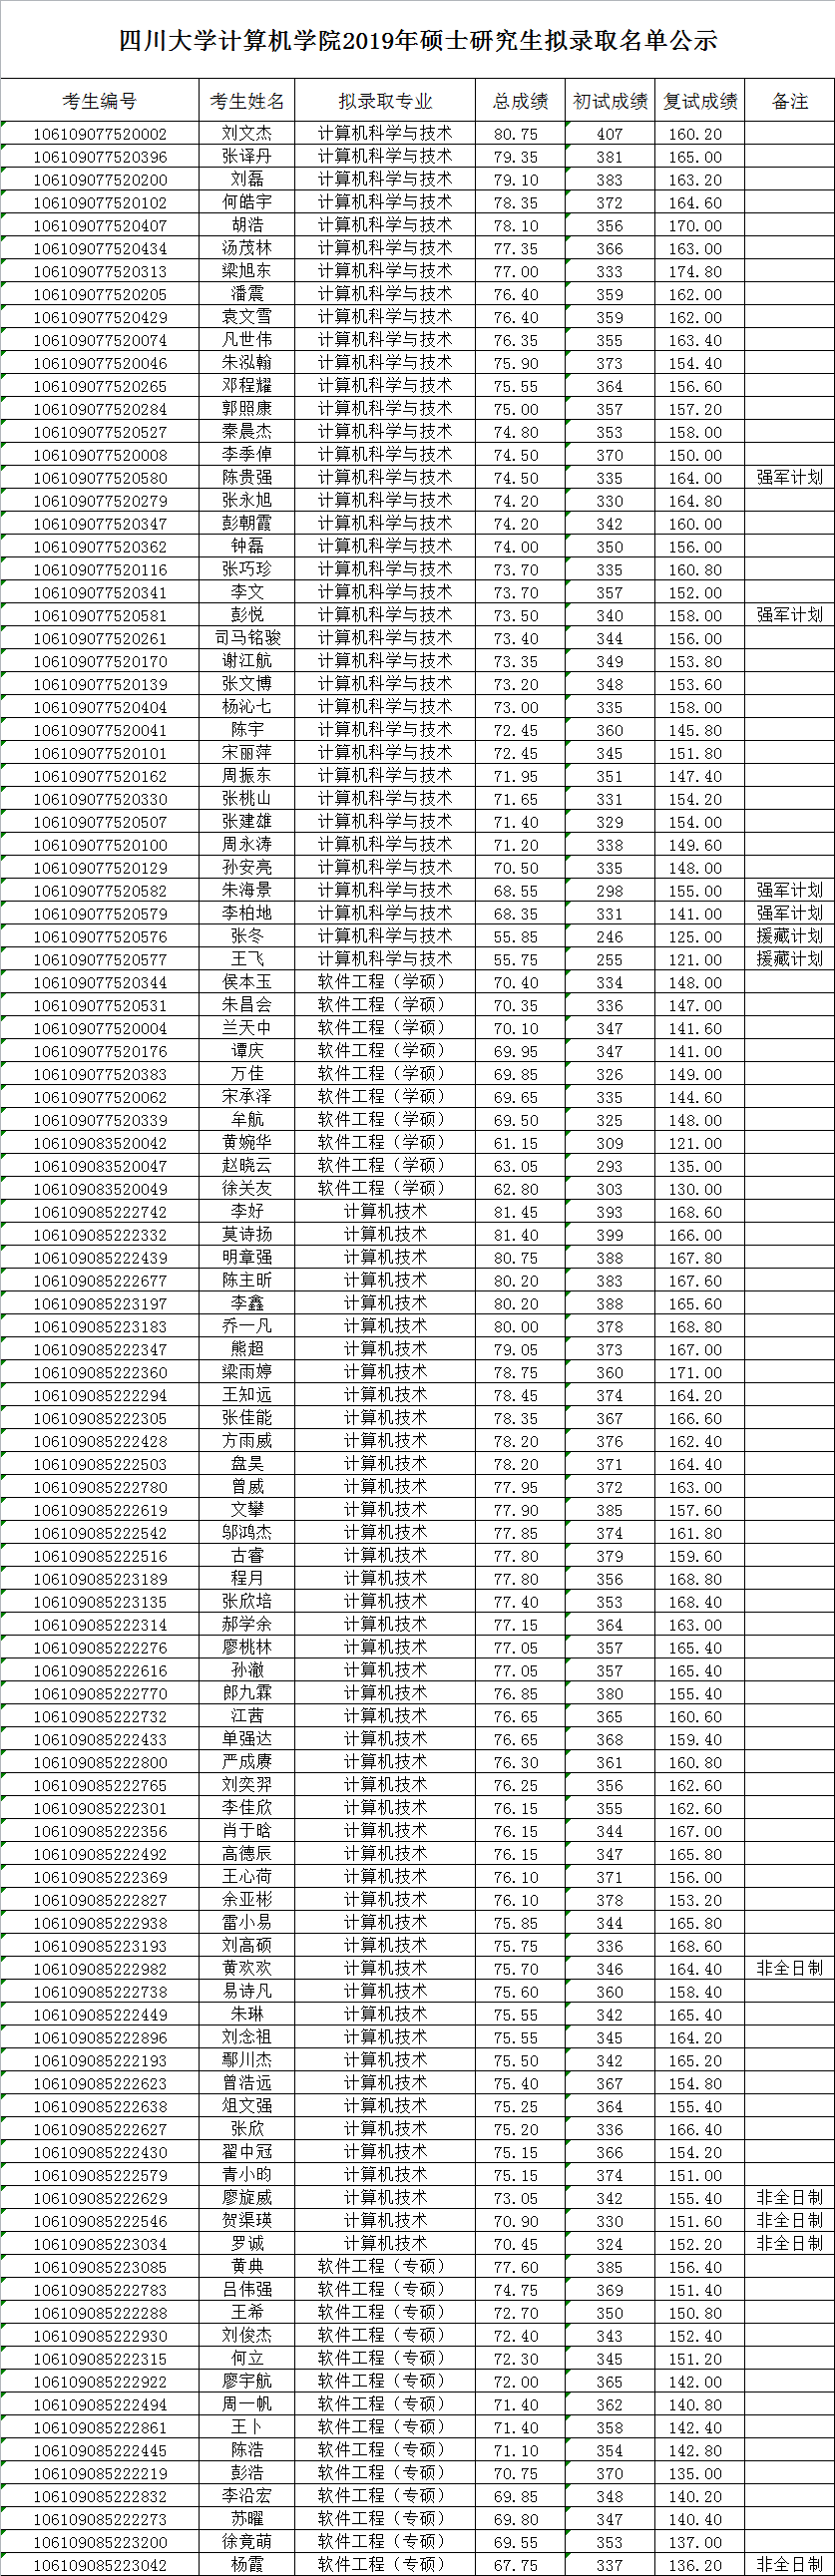 四川大学计算机学院2019年硕士研究生拟录取名单公示
考生编号 考生姓名 拟录取专业 总成绩 初试成绩 复试成绩 备注
106109077520002 刘文杰 计算机科学与技术 80.75 407 160.20
106109077520396 张译丹 计算机科学与技术 79.35 381 165.00
106109077520200 刘磊 计算机科学与技术 79.10 383 163.20
106109077520102 何皓宇 计算机科学与技术 78.35 372 164.60
106109077520407 胡浩 计算机科学与技术 78.10 356 170.00
106109077520434 汤茂林 计算机科学与技术 77.35 366 163.00
106109077520313 梁旭东 计算机科学与技术 77.00 333 174.80
106109077520205 潘震 计算机科学与技术 76.40 359 162.00
106109077520429 袁文雪 计算机科学与技术 76.40 359 162.00
106109077520074 凡世伟 计算机科学与技术 76.35 355 163.40
106109077520046 朱泓翰 计算机科学与技术 75.90 373 154.40
106109077520265 邓程耀 计算机科学与技术 75.55 364 156.60
106109077520284 郭照康 计算机科学与技术 75.00 357 157.20
106109077520527 秦晨杰 计算机科学与技术 74.80 353 158.00
106109077520008 李季倬 计算机科学与技术 74.50 370 150.00
106109077520580 陈贵强 计算机科学与技术 74.50 335 164.00 强军计划
106109077520279 张永旭 计算机科学与技术 74.20 330 164.80
106109077520347 彭朝霞 计算机科学与技术 74.20 342 160.00
106109077520362 钟磊 计算机科学与技术 74.00 350 156.00
106109077520116 张巧珍 计算机科学与技术 73.70 335 160.80
106109077520341 李文 计算机科学与技术 73.70 357 152.00
106109077520581 彭悦 计算机科学与技术 73.50 340 158.00 强军计划
106109077520261 司马铭骏 计算机科学与技术 73.40 344 156.00
106109077520170 谢江航 计算机科学与技术 73.35 349 153.80
106109077520139 张文博 计算机科学与技术 73.20 348 153.60
106109077520404 杨沁七 计算机科学与技术 73.00 335 158.00
106109077520041 陈宇 计算机科学与技术 72.45 360 145.80
106109077520101 宋丽萍 计算机科学与技术 72.45 345 151.80
106109077520162 周振东 计算机科学与技术 71.95 351 147.40
106109077520330 张桃山 计算机科学与技术 71.65 331 154.20
106109077520507 张建雄 计算机科学与技术 71.40 329 154.00
106109077520100 周永涛 计算机科学与技术 71.20 338 149.60
106109077520129 孙安亮 计算机科学与技术 70.50 335 148.00
106109077520582 朱海景 计算机科学与技术 68.55 298 155.00 强军计划
106109077520579 李柏地 计算机科学与技术 68.35 331 141.00 强军计划
106109077520576 张冬 计算机科学与技术 55.85 246 125.00 援藏计划
106109077520577 王飞 计算机科学与技术 55.75 255 121.00 援藏计划
106109077520344 侯本玉 软件工程（学硕） 70.40 334 148.00
106109077520531 朱昌会 软件工程（学硕） 70.35 336 147.00
106109077520004 兰天中 软件工程（学硕） 70.10 347 141.60
106109077520176 谭庆 软件工程（学硕） 69.95 347 141.00
106109077520383 万佳 软件工程（学硕） 69.85 326 149.00
106109077520062 宋承泽 软件工程（学硕） 69.65 335 144.60
106109077520339 牟航 软件工程（学硕） 69.50 325 148.00
106109083520042 黄婉华 软件工程（学硕） 61.15 309 121.00
106109083520047 赵晓云 软件工程（学硕） 63.05 293 135.00
106109083520049 徐关友 软件工程（学硕） 62.80 303 130.00
106109085222742 李好 计算机技术 81.45 393 168.60
106109085222332 莫诗扬 计算机技术 81.40 399 166.00
106109085222439 明章强 计算机技术 80.75 388 167.80
106109085222677 陈主昕 计算机技术 80.20 383 167.60
106109085223197 李鑫 计算机技术 80.20 388 165.60
106109085223183 乔一凡 计算机技术 80.00 378 168.80
106109085222347 熊超 计算机技术 79.05 373 167.00
106109085222360 梁雨婷 计算机技术 78.75 360 171.00
106109085222294 王知远 计算机技术 78.45 374 164.20
106109085222305 张佳能 计算机技术 78.35 367 166.60
106109085222428 方雨威 计算机技术 78.20 376 162.40
106109085222503 盘昊 计算机技术 78.20 371 164.40
106109085222780 曾威 计算机技术 77.95 372 163.00
106109085222619 文攀 计算机技术 77.90 385 157.60
106109085222542 邬鸿杰 计算机技术 77.85 374 161.80
106109085222516 古睿 计算机技术 77.80 379 159.60
106109085223189 程月 计算机技术 77.80 356 168.80
106109085223135 张欣培 计算机技术 77.40 353 168.40
106109085222314 郝学余 计算机技术 77.15 364 163.00
106109085222276 廖桃林 计算机技术 77.05 357 165.40
106109085222616 孙澈 计算机技术 77.05 357 165.40
106109085222770 郎九霖 计算机技术 76.85 380 155.40
106109085222732 江茜 计算机技术 76.65 365 160.60
106109085222433 单强达 计算机技术 76.65 368 159.40
106109085222800 严成赓 计算机技术 76.30 361 160.80
106109085222765 刘奕羿 计算机技术 76.25 356 162.60
106109085222301 李佳欣 计算机技术 76.15 355 162.60
106109085222356 肖于晗 计算机技术 76.15 344 167.00
106109085222492 高德辰 计算机技术 76.15 347 165.80
106109085222369 王心荷 计算机技术 76.10 371 156.00
106109085222827 余亚彬 计算机技术 76.10 378 153.20
106109085222938 雷小易 计算机技术 75.85 344 165.80
106109085223193 刘高硕 计算机技术 75.75 336 168.60
106109085222982 黄欢欢 计算机技术 75.70 346 164.40 非全日制
106109085222738 易诗凡 计算机技术 75.60 360 158.40
106109085222449 朱琳 计算机技术 75.55 342 165.40
106109085222896 刘念祖 计算机技术 75.55 345 164.20
106109085222193 鄢川杰 计算机技术 75.50 342 165.20
106109085222623 曾浩远 计算机技术 75.40 367 154.80
106109085222638 俎文强 计算机技术 75.25 364 155.40
106109085222627 张欣 计算机技术 75.20 336 166.40
106109085222430 翟中冠 计算机技术 75.15 366 154.20
106109085222579 青小昀 计算机技术 75.15 374 151.00
106109085222629 廖旋威 计算机技术 73.05 342 155.40 非全日制
106109085222546 贺渠瑛 计算机技术 70.90 330 151.60 非全日制
106109085223034 罗诚 计算机技术 70.45 324 152.20 非全日制
106109085223085 黄典 软件工程（专硕） 77.60 385 156.40
106109085222783 吕伟强 软件工程（专硕） 74.75 369 151.40
106109085222288 王希 软件工程（专硕） 72.70 350 150.80
106109085222930 刘俊杰 软件工程（专硕） 72.40 343 152.40
106109085222315 何立 软件工程（专硕） 72.30 345 151.20
106109085222922 廖宇航 软件工程（专硕） 72.00 365 142.00
106109085222494 周一帆 软件工程（专硕） 71.40 362 140.80
106109085222861 王卜 软件工程（专硕） 71.40 358 142.40
106109085222445 陈浩 软件工程（专硕） 71.10 354 142.80
106109085222219 彭浩 软件工程（专硕） 70.75 370 135.00
106109085222832 李沿宏 软件工程（专硕） 69.85 348 140.20
106109085222273 苏曜 软件工程（专硕） 69.80 347 140.40
106109085223200 徐竟萌 软件工程（专硕） 69.55 353 137.00
106109085223042 杨霞 软件工程（专硕） 67.75 337 136.20 非全日制